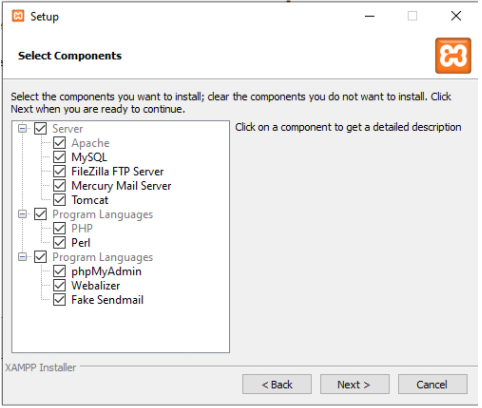 Setup
Select Components
Select the components you want to install; clear the components you do not want to install. Click
Next when you are ready to continue.
Server
Apache
MySQL
FileZilla FTP Server
Mercury Mail Server
Tomcat
Program Languages
PHP
Perl
Program Languages
phpMyAdmin
Webalizer
Fake Sendmail
Click on a component to get a detailed description
XAMPP Installer
< Back
Next >
Cancel